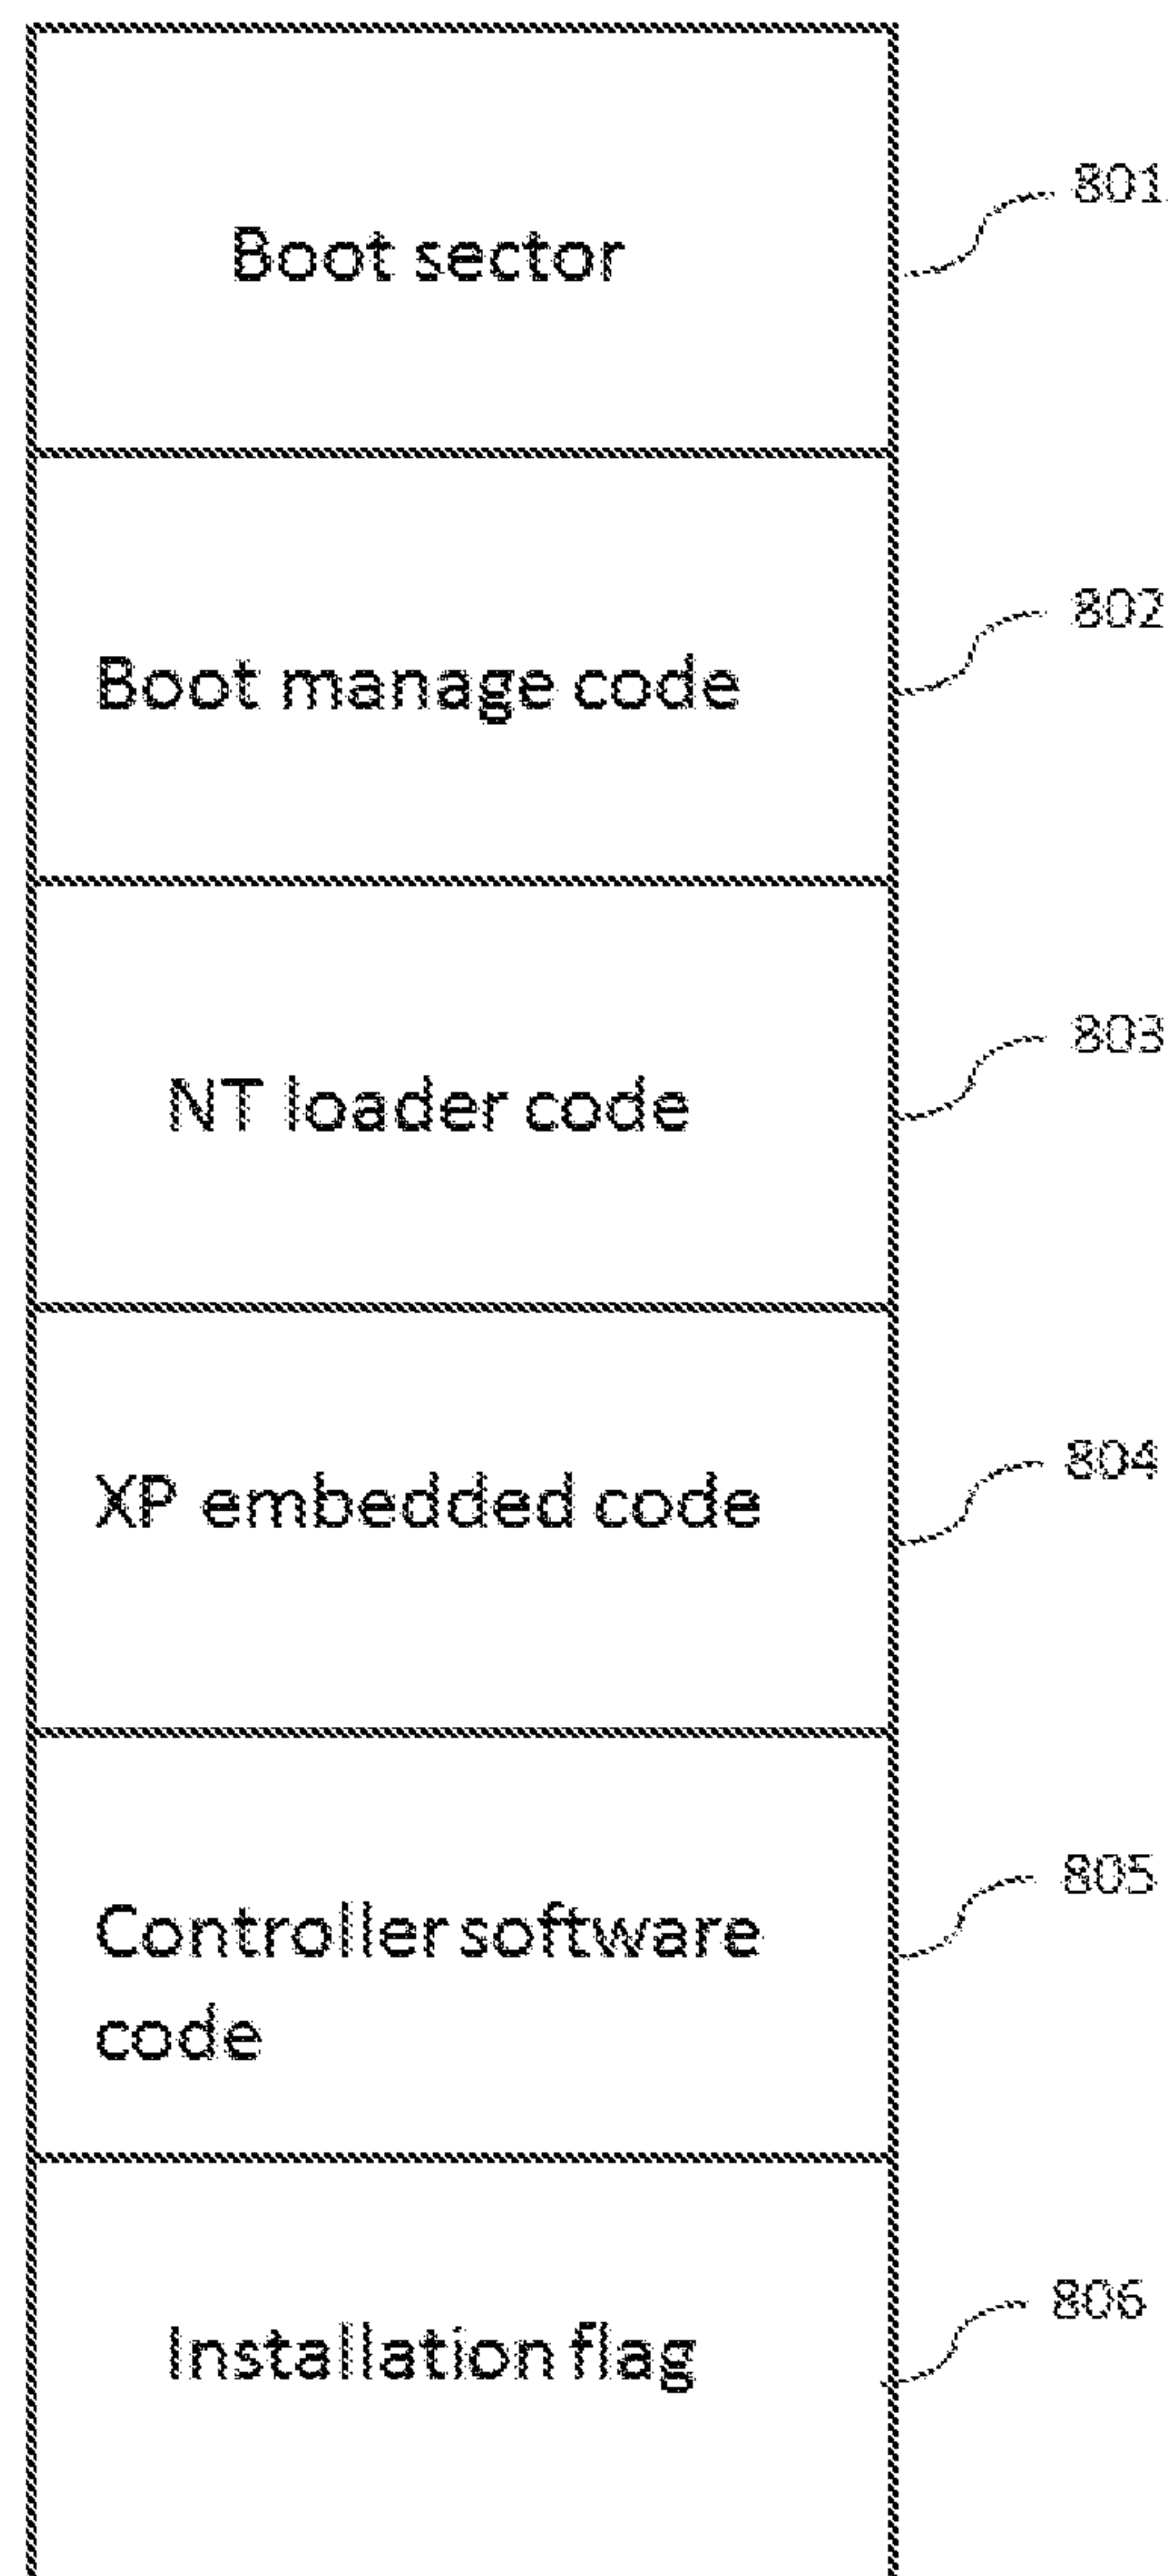 801
Boot sector
802
Boot manage code
803
NT loader code
804
XP embedded code
805
Controller software
code
806
Installation flag